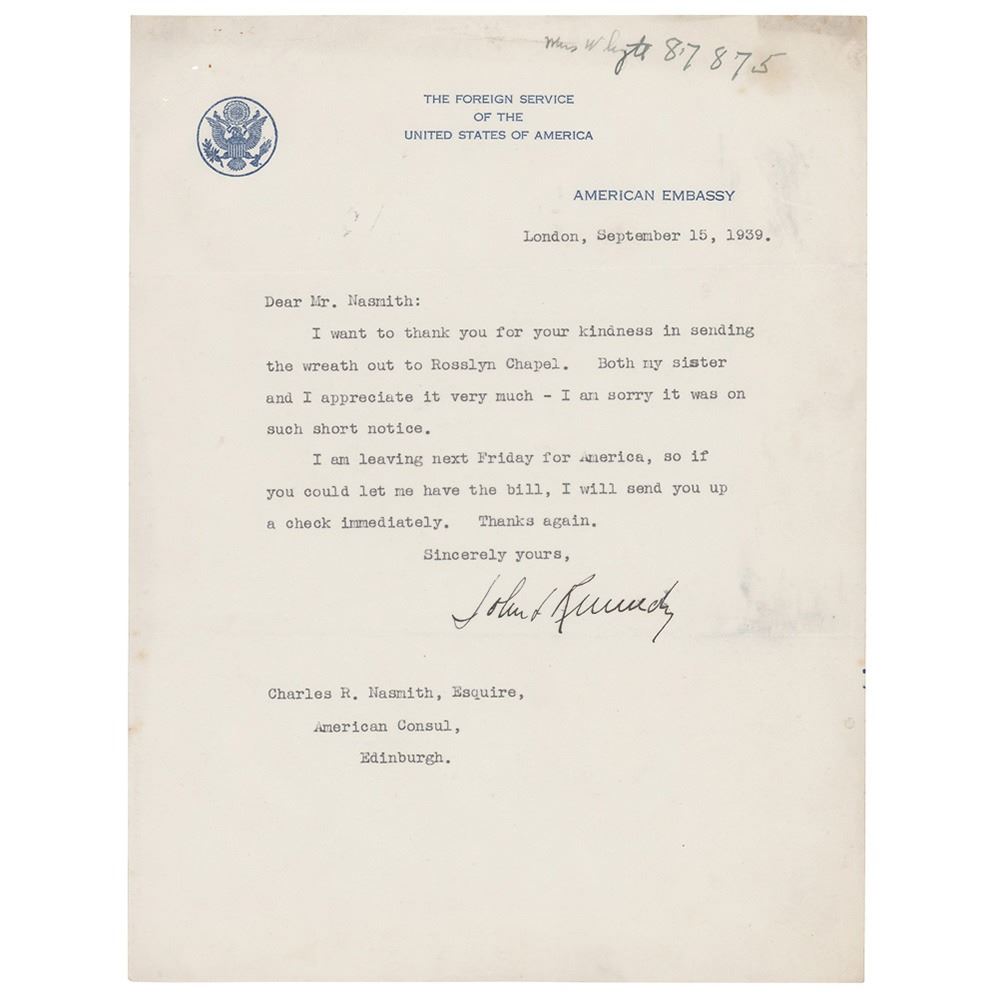 Mrs Whyte 87875
THE FOREIGN SERVICE
OF THE
UNITED STATES OF AMERICA
AMERICAN EMBASSY
London, September 15, 1939.
Dear Mr. Nasmith:
I want to thank you for your kindness in sending
the wreath out to Rosslyn Chapel. Both my sister
and I appreciate it very much - I am sorry it was on
such short notice.
I am leaving next Friday for America, so if
you could let me have the bill, I will send you up
a check immediately. Thanks again.
Sincerely yours,
John F Kennedy
Charles R. Nasmith, Esquire,
American Consul,
Edinburgh.